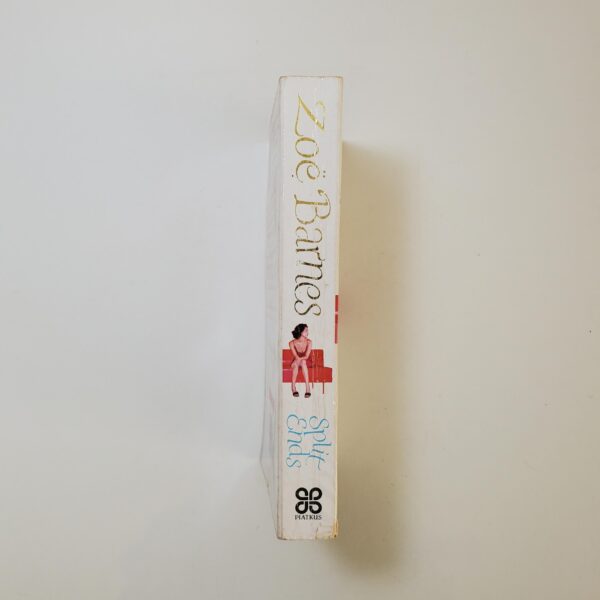 Zoë Barnes
Split
Ends
PIATKUS